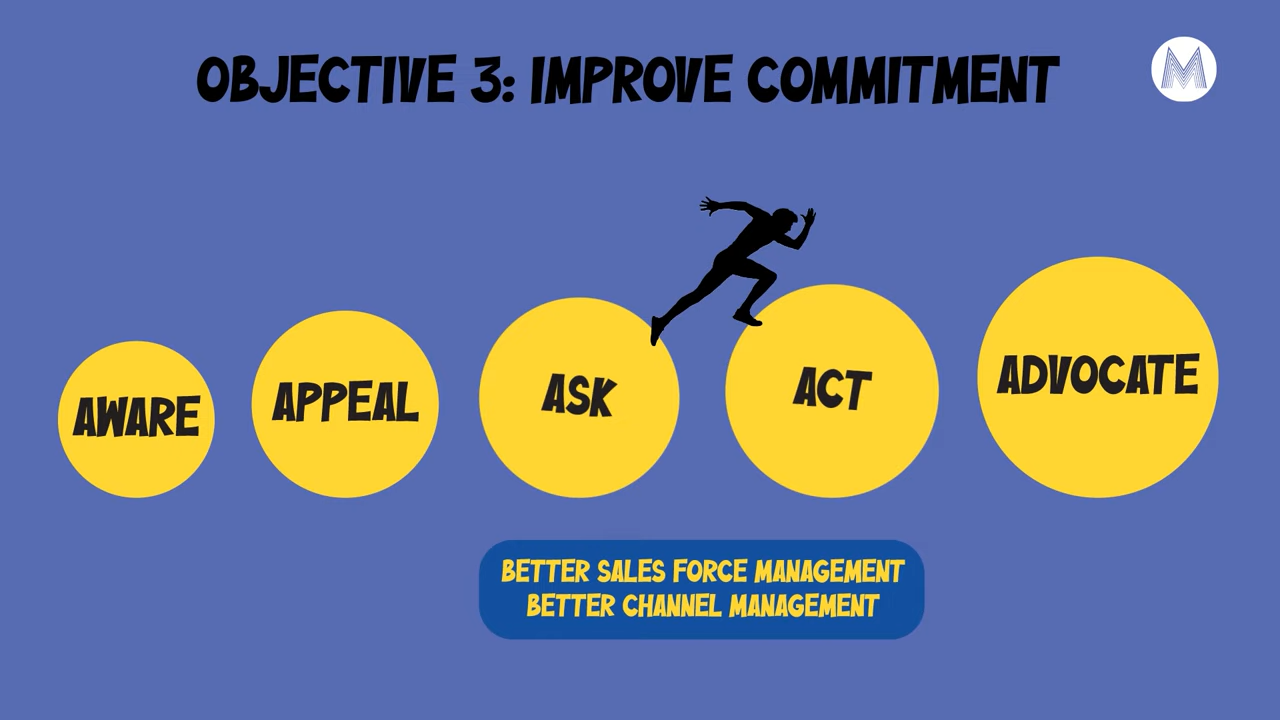 OBJECTIVE 3: IMPROVE COMMITMENT
M
AWARE
APPEAL
ASK
ACT
ADVOCATE
BETTER SALES FORCE MANAGEMENT
BETTER CHANNEL MANAGEMENT